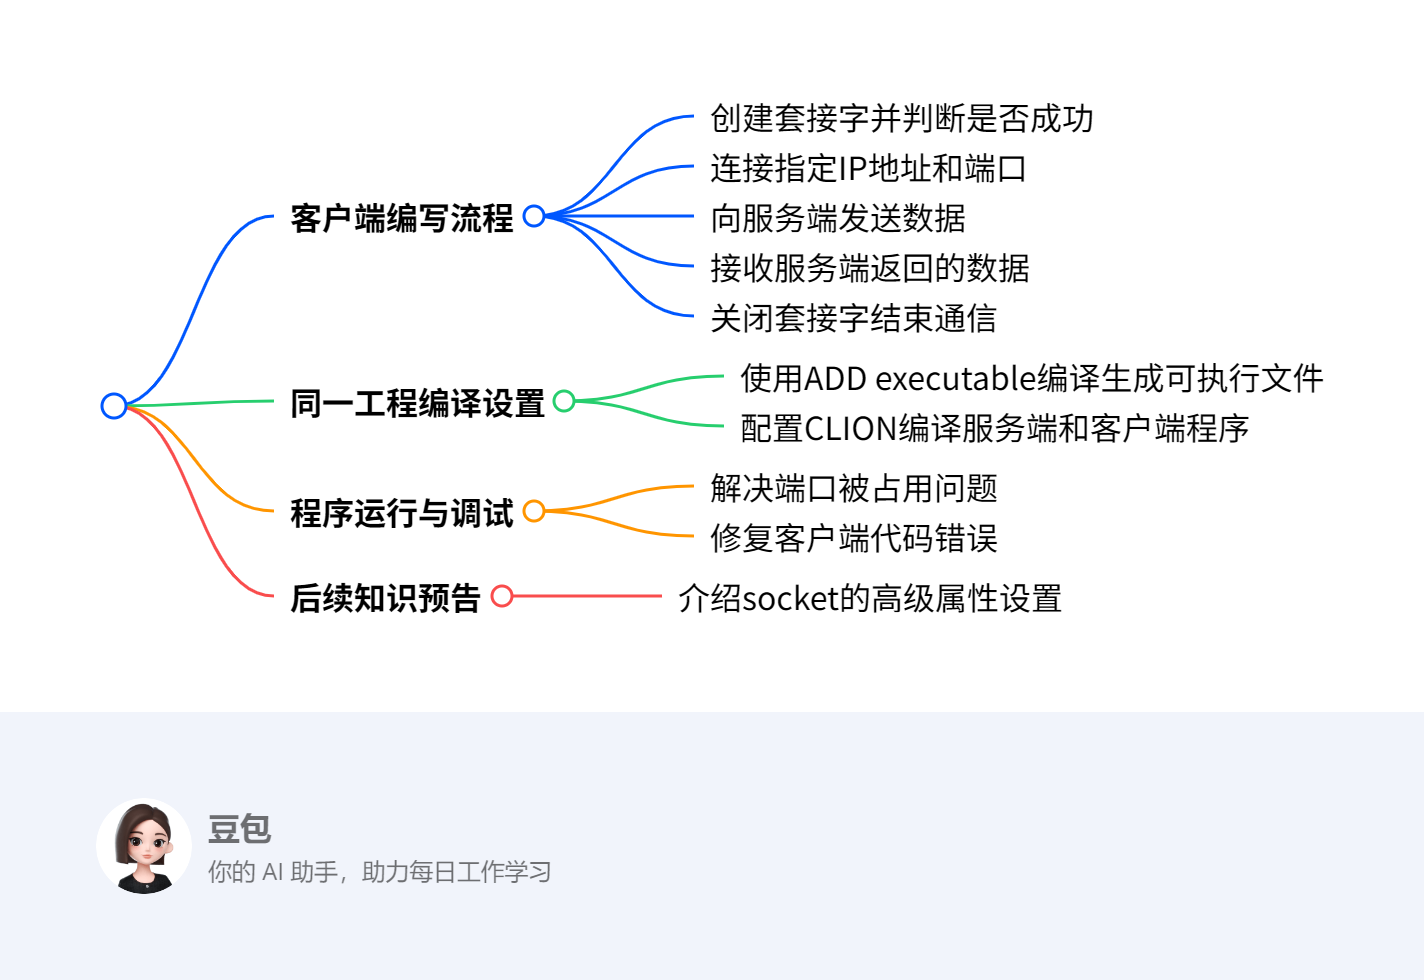 创建套接字并判断是否成功
连接指定IP地址和端口
客户端编写流程
向服务端发送数据
接收服务端返回的数据
关闭套接字结束通信
使用ADD executable编译生成可执行文件
同一工程编译设置
配置CLION编译服务端和客户端程序
解决端口被占用问题
程序运行与调试
修复客户端代码错误
后续知识预告
介绍socket的高级属性设置
豆包
你的 AI 助手，助力每日工作学习